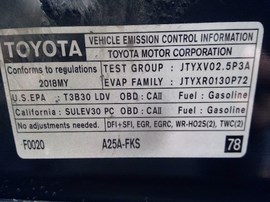 TOYOTA
VEHICLE EMISSION CONTROL INFORMATION
TOYOTA MOTOR CORPORATION
Conforms to regulations
2018MY
TEST GROUP : JTYXV02.5P3A
EVAP FAMILY : JTYXR0130P72
U.S.EPA : T3B30 LDV OBD : CAII Fuel : Gasoline
California : SULEV30 PC OBD : CAII Fuel : Gasoline
No adjustments needed. DFI+SFI, EGR, EGRC, WR-HO2S(2), TWC(2)
F0020 A25A-FKS 78